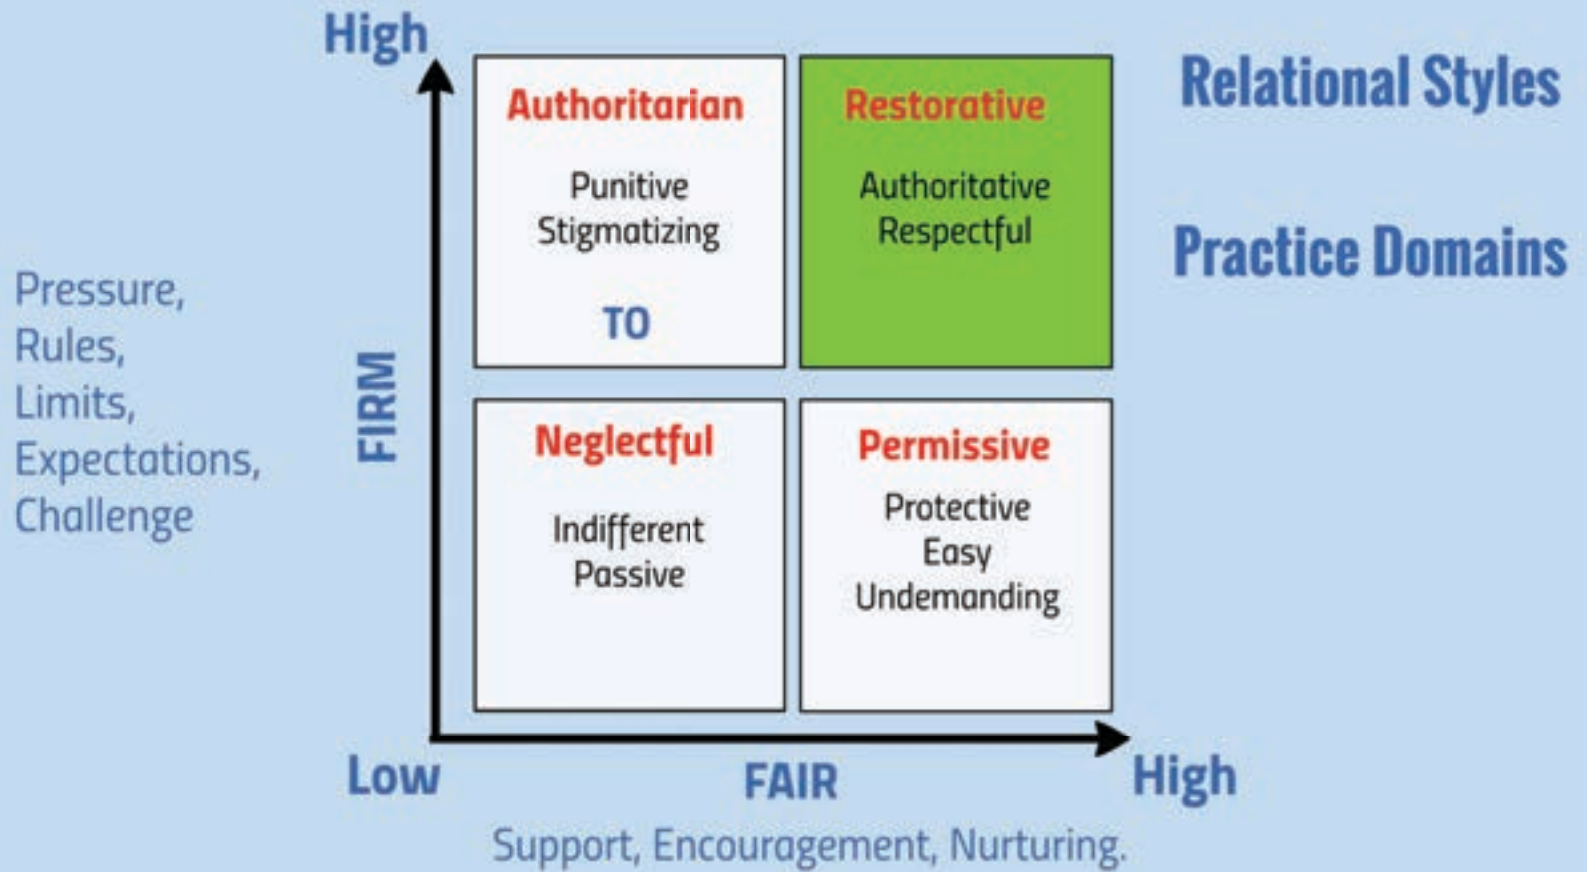 High
Relational Styles
Practice Domains
Authoritarian
Punitive
Stigmatizing
TO
Restorative
Authoritative
Respectful
Pressure,
Rules,
Limits,
Expectations,
Challenge
FIRM
Neglectful
Indifferent
Passive
Permissive
Protective
Easy
Undemanding
Low
FAIR
High
Support, Encouragement, Nurturing.